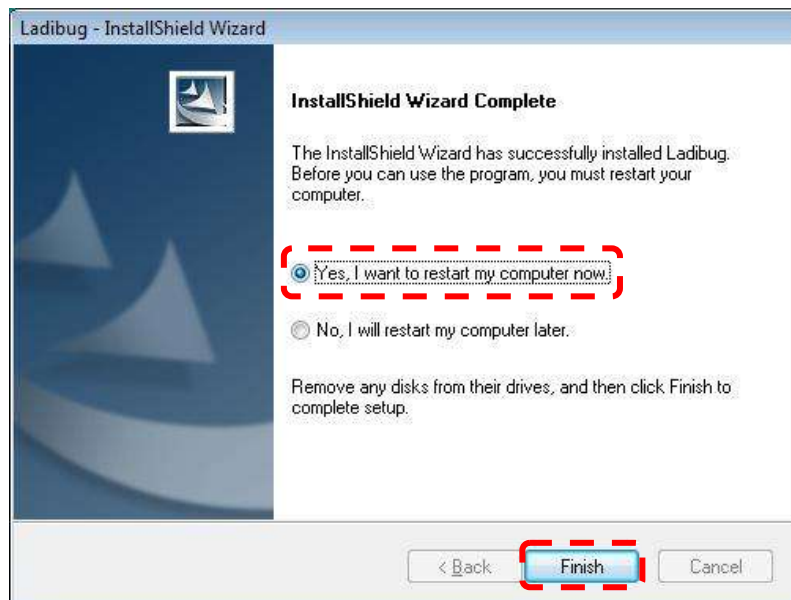 Ladibug - InstallShield Wizard
InstallShield Wizard Complete
The InstallShield Wizard has successfully installed Ladibug.
Before you can use the program, you must restart your
computer.
Yes, I want to restart my computer now.
No, I will restart my computer later.
Remove any disks from their drives, and then click Finish to
complete setup.
< Back
Finish
Cancel